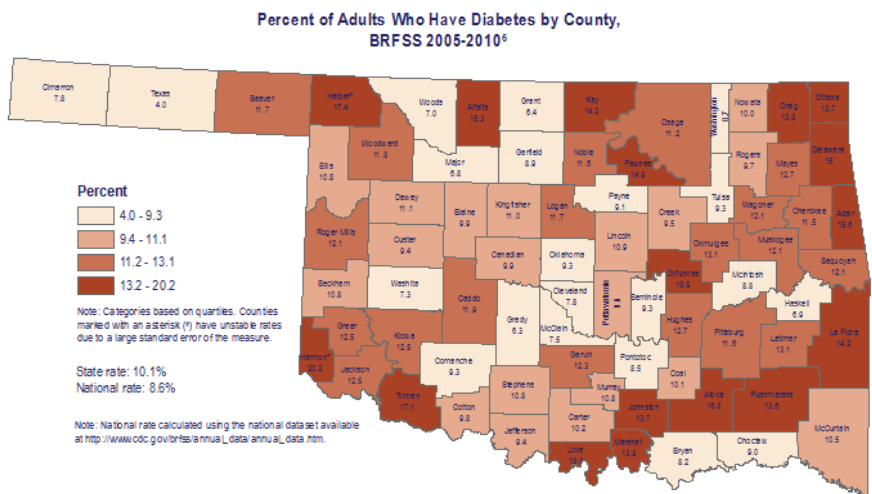 Percent of Adults Who Have Diabetes by County,
BRFSS 2005-2010⁶
Cimarron
7.8
Texas
4.0
Beaver
11.7
Harper*
17.4
Woods
7.0
Alfalfa
15.3
Grant
6.4
Kay
14.2
Osage
11.2
Washington
8.7
Nowata
10.0
Craig
13.8
Ottawa
13.7
Ellis
10.8
Woodward
11.8
Major
6.8
Garfield
8.9
Noble
11.6
Pawnee
14.9
Rogers
9.7
Mayes
12.7
Delaware
15
Dewey
11.1
Blaine
9.9
Kingfisher
11.0
Logan
11.7
Payne
9.1
Creek
9.5
Tulsa
9.3
Wagoner
12.1
Cherokee
11.5
Adair
15.6
Roger Mills
12.1
Custer
9.4
Canadian
9.9
Oklahoma
9.3
Lincoln
10.9
Okmulgee
13.1
Muskogee
12.1
Sequoyah
12.1
Beckham
10.8
Washita
7.3
Caddo
11.9
Grady
6.3
Cleveland
7.8
McClain
7.5
Pottawatomie
Seminole
9.3
Okfuskee
15.9
McIntosh
8.8
Haskell
6.9
Hughes
12.7
Pittsburg
11.6
Latimer
13.1
Le Flore
14.2
Greer
12.5
Kiowa
12.5
Harmon*
20.2
Jackson
12.5
Comanche
9.3
Tillman
17.1
Cotton
9.8
Stephens
10.8
Garvin
12.3
Murray
10.8
Pontotoc
8.5
Coal
10.1
Atoka
16.8
Pushmataha
13.6
McCurtain
10.5
Jefferson
9.4
Carter
10.2
Johnston
13.7
Love
Marshall
13.9
Bryan
8.2
Choctaw
9.0
Percent
4.0 - 9.3
9.4 - 11.1
11.2 - 13.1
13.2 - 20.2
Note: Categories based on quartiles. Counties
marked with an asterisk (*) have unstable rates
due to a large standard error of the measure.
State rate: 10.1%
National rate: 8.6%
Note: National rate calculated using the national dataset available
at http://www.cdc.gov/brfss/annual_data/annual_data.htm.